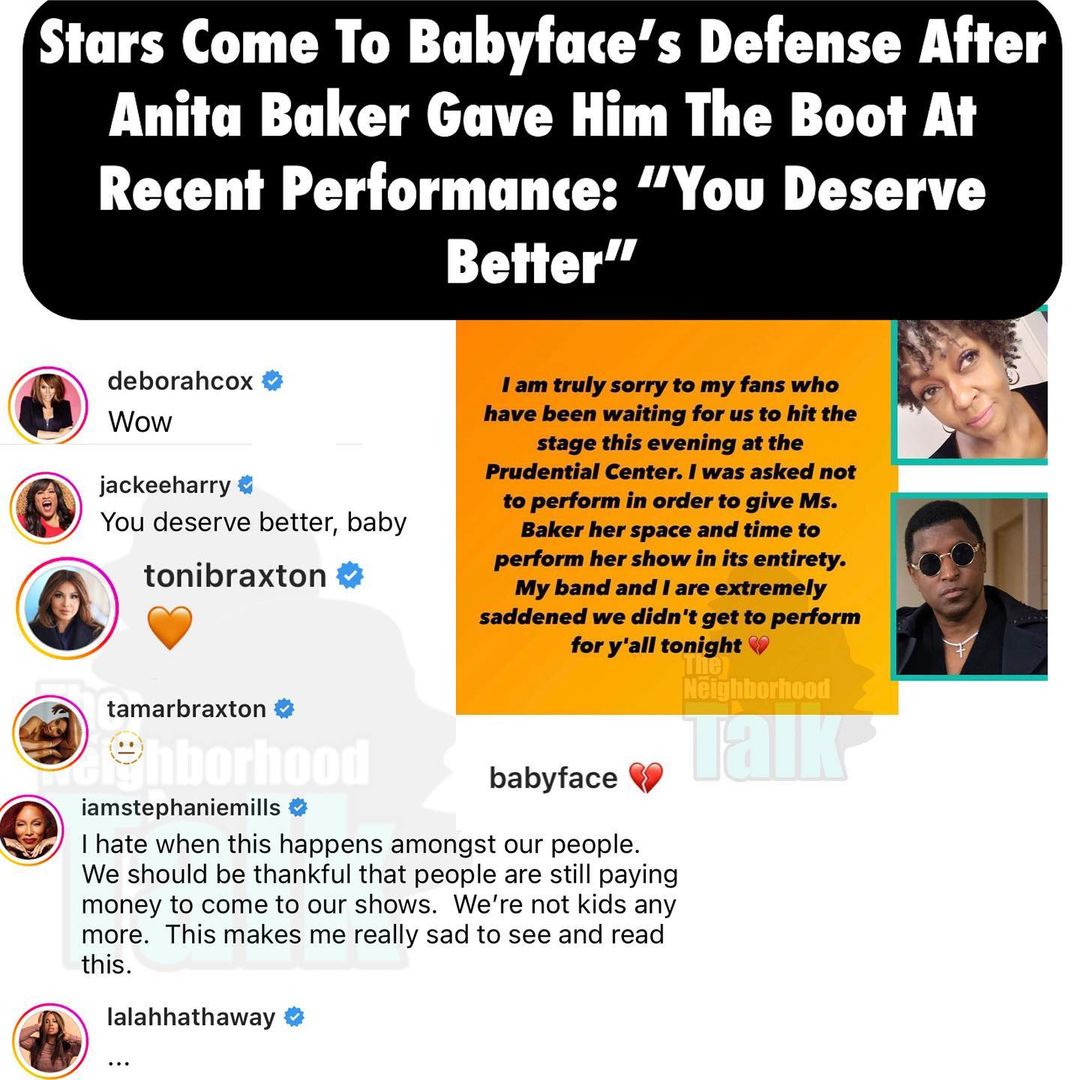 Stars Come To Babyface’s Defense After
Anita Baker Gave Him The Boot At
Recent Performance: “You Deserve
Better”
deborahcox
Wow
jackeeharry
You deserve better, baby
tonibraxton
🧡
tamarbraxton
🫥
iamstephaniemills
I hate when this happens amongst our people.
We should be thankful that people are still paying
money to come to our shows.  We’re not kids any
more.  This makes me really sad to see and read
this.
lalahhathaway
...
I am truly sorry to my fans who
have been waiting for us to hit the
stage this evening at the
Prudential Center. I was asked not
to perform in order to give Ms.
Baker her space and time to
perform her show in its entirety.
My band and I are extremely
saddened we didn't get to perform
for y'all tonight 💔
The
Neighborhood
Talk
babyface 💔
The
Neighborhood
Talk